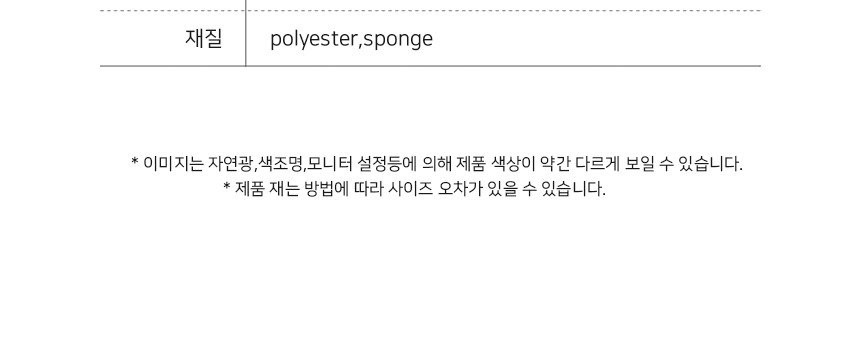 재질 polyester,sponge
* 이미지는 자연광,색조명,모니터 설정등에 의해 제품 색상이 약간 다르게 보일 수 있습니다.
* 제품 재는 방법에 따라 사이즈 오차가 있을 수 있습니다.